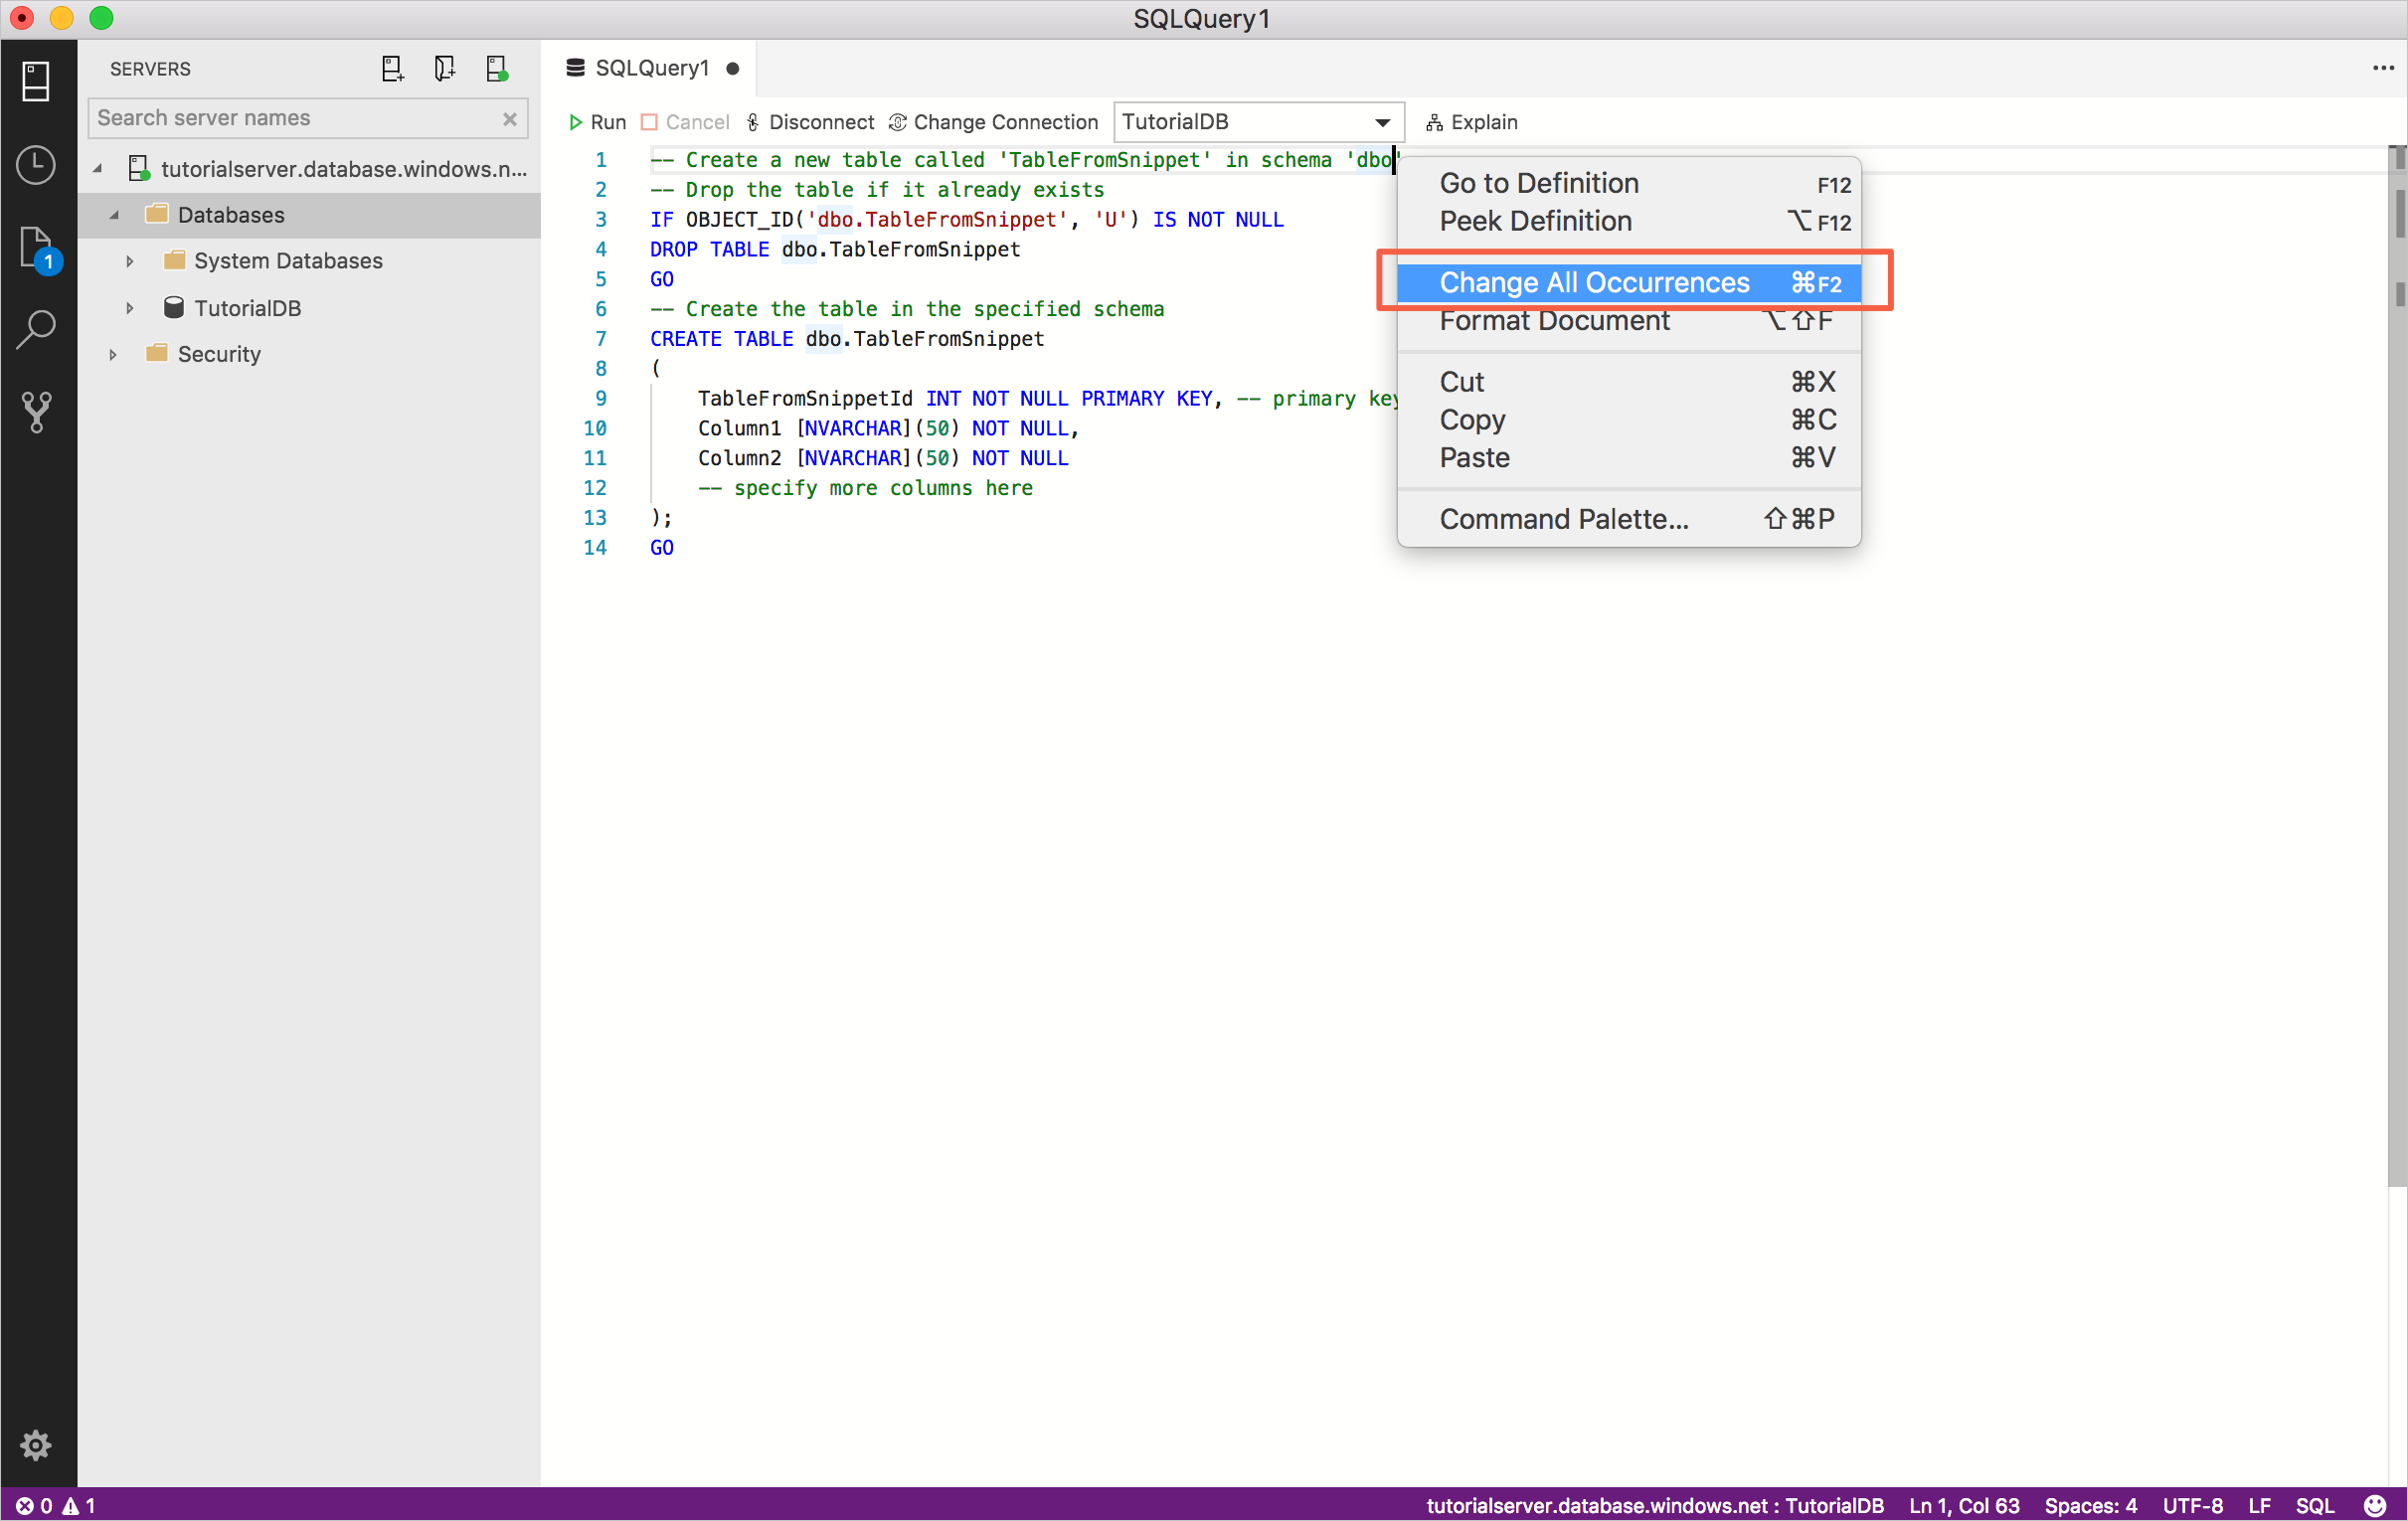 SQLQuery1
SERVERS
Search server names
tutorialserver.database.windows.n...
Databases
System Databases
TutorialDB
Security
1
SQLQuery1
Run Cancel Disconnect Change Connection TutorialDB Explain
1 -- Create a new table called 'TableFromSnippet' in schema 'dbo'
2 -- Drop the table if it already exists
3 IF OBJECT_ID('dbo.TableFromSnippet', 'U') IS NOT NULL
4 DROP TABLE dbo.TableFromSnippet
5 GO
6 -- Create the table in the specified schema
7 CREATE TABLE dbo.TableFromSnippet
8 (
9 TableFromSnippetId INT NOT NULL PRIMARY KEY, -- primary key
10 Column1 [NVARCHAR](50) NOT NULL,
11 Column2 [NVARCHAR](50) NOT NULL
12 -- specify more columns here
13 );
14 GO
Go to Definition F12
Peek Definition ⌥F12
Change All Occurrences ⌘F2
Format Document ⌥⇧F
Cut ⌘X
Copy ⌘C
Paste ⌘V
Command Palette... ⇧⌘P
0 1 tutorialserver.database.windows.net : TutorialDB Ln 1, Col 63 Spaces: 4 UTF-8 LF SQL